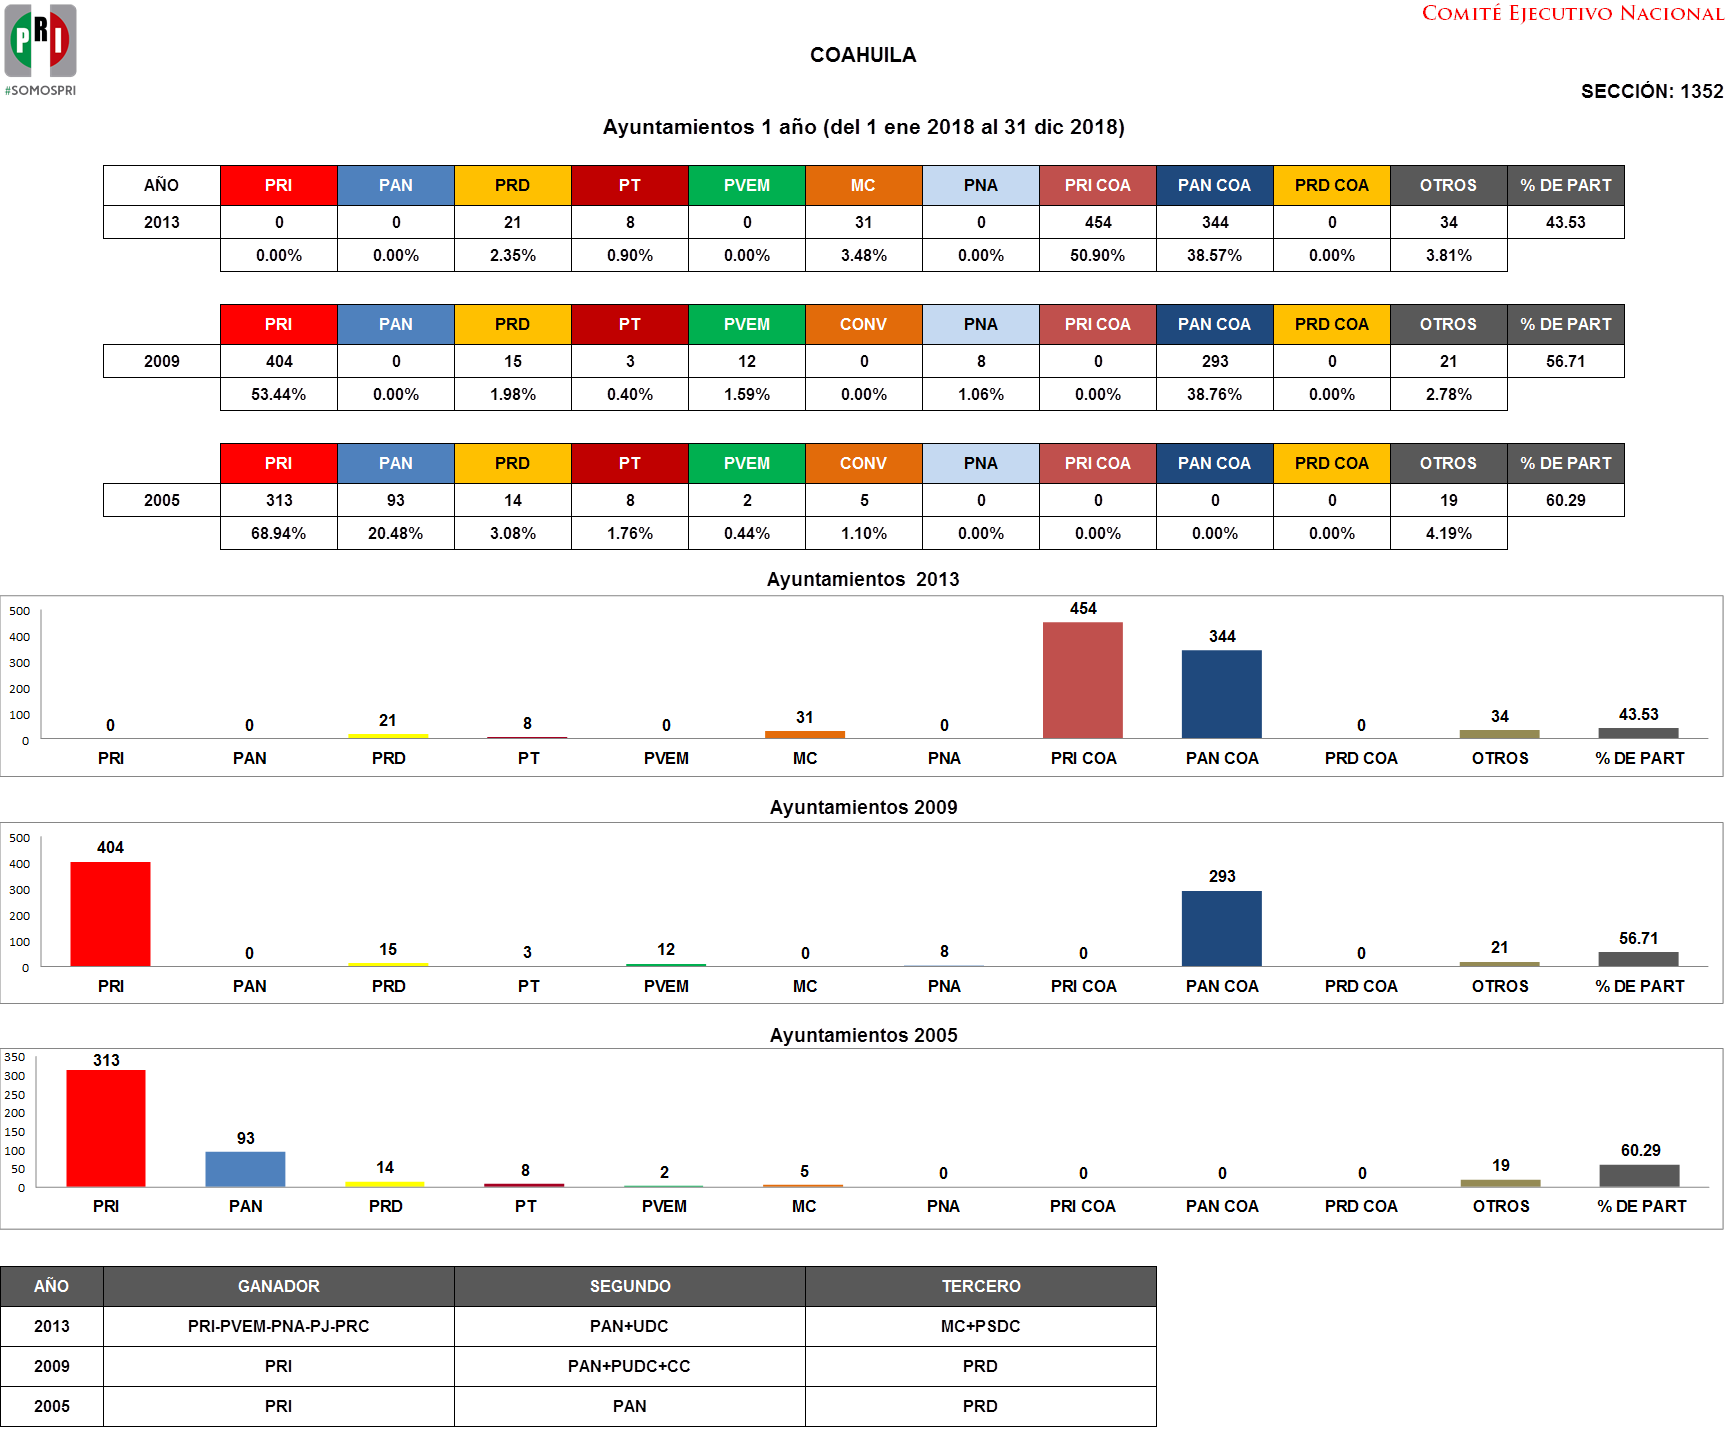 PRI
#SOMOSPRI
COMITÉ EJECUTIVO NACIONAL
COAHUILA
SECCIÓN: 1352
Ayuntamientos 1 año (del 1 ene 2018 al 31 dic 2018)
AÑO PRI PAN PRD PT PVEM MC PNA PRI COA PAN COA PRD COA OTROS % DE PART
2013 0 0 21 8 0 31 0 454 344 0 34 43.53
0.00% 0.00% 2.35% 0.90% 0.00% 3.48% 0.00% 50.90% 38.57% 0.00% 3.81%
PRI PAN PRD PT PVEM CONV PNA PRI COA PAN COA PRD COA OTROS % DE PART
2009 404 0 15 3 12 0 8 0 293 0 21 56.71
53.44% 0.00% 1.98% 0.40% 1.59% 0.00% 1.06% 0.00% 38.76% 0.00% 2.78%
PRI PAN PRD PT PVEM CONV PNA PRI COA PAN COA PRD COA OTROS % DE PART
2005 313 93 14 8 2 5 0 0 0 0 19 60.29
68.94% 20.48% 3.08% 1.76% 0.44% 1.10% 0.00% 0.00% 0.00% 0.00% 4.19%
Ayuntamientos 2013
500
400
300
200
100
0
0 0 21 8 0 31 0 454 344 0 34 43.53
PRI PAN PRD PT PVEM MC PNA PRI COA PAN COA PRD COA OTROS % DE PART
Ayuntamientos 2009
500
400
300
200
100
0
404 0 15 3 12 0 8 0 293 0 21 56.71
PRI PAN PRD PT PVEM MC PNA PRI COA PAN COA PRD COA OTROS % DE PART
Ayuntamientos 2005
350
300
250
200
150
100
50
0
313 93 14 8 2 5 0 0 0 0 19 60.29
PRI PAN PRD PT PVEM MC PNA PRI COA PAN COA PRD COA OTROS % DE PART
AÑO GANADOR SEGUNDO TERCERO
2013 PRI-PVEM-PNA-PJ-PRC PAN+UDC MC+PSDC
2009 PRI PAN+PUDC+CC PRD
2005 PRI PAN PRD